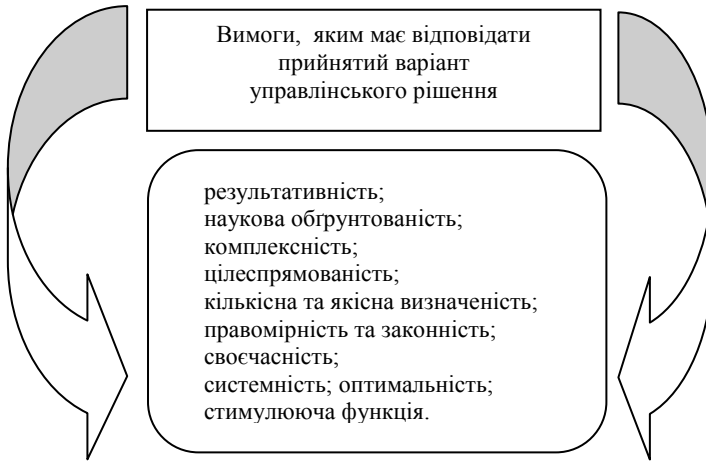 Вимоги, яким має відповідати
прийнятий варіант
управлінського рішення
результативність;
наукова обґрунтованість;
комплексність;
цілеспрямованість;
кількісна та якісна визначеність;
правомірність та законність;
своєчасність;
системність; оптимальність;
стимулююча функція.